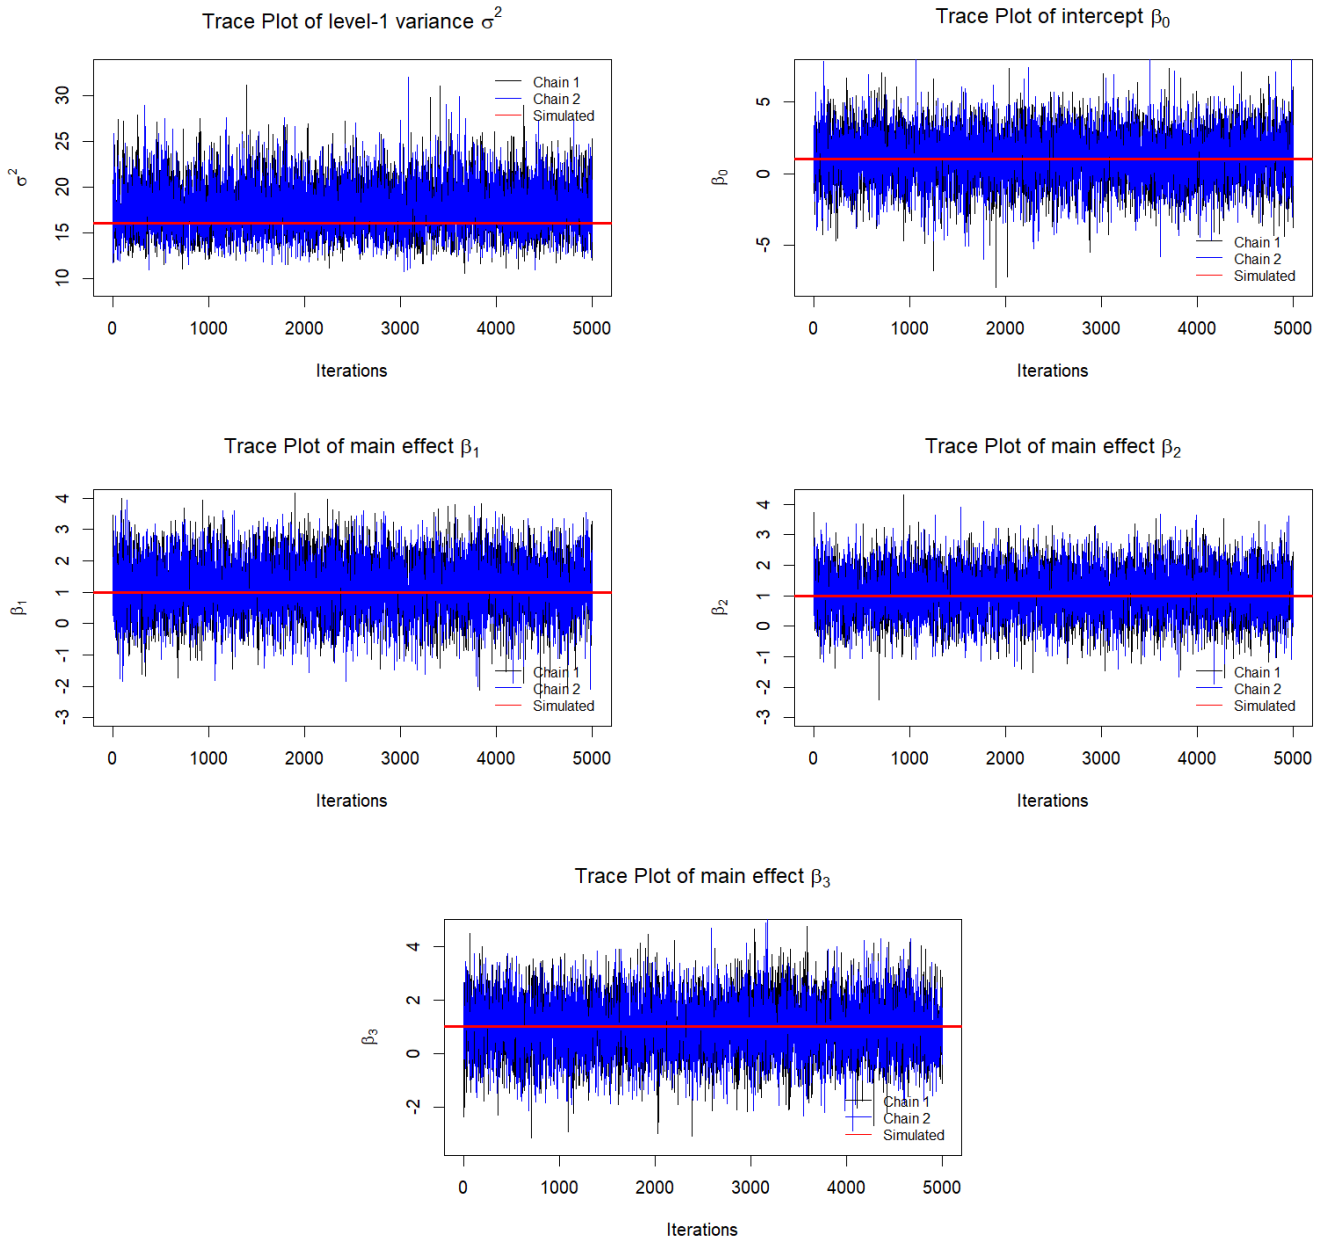 Trace Plot of level-1 variance σ²
Chain 1
Chain 2
Simulated
σ²
30
25
20
15
10
0 1000 2000 3000 4000 5000
Iterations
Trace Plot of intercept β₀
β₀
5
0
-5
Chain 1
Chain 2
Simulated
0 1000 2000 3000 4000 5000
Iterations
Trace Plot of main effect β₁
β₁
4
3
2
1
0
-1
-2
-3
Chain 1
Chain 2
Simulated
0 1000 2000 3000 4000 5000
Iterations
Trace Plot of main effect β₂
β₂
4
3
2
1
0
-1
-2
-3
Chain 1
Chain 2
Simulated
0 1000 2000 3000 4000 5000
Iterations
Trace Plot of main effect β₃
β₃
4
2
0
-2
Chain 1
Chain 2
Simulated
0 1000 2000 3000 4000 5000
Iterations